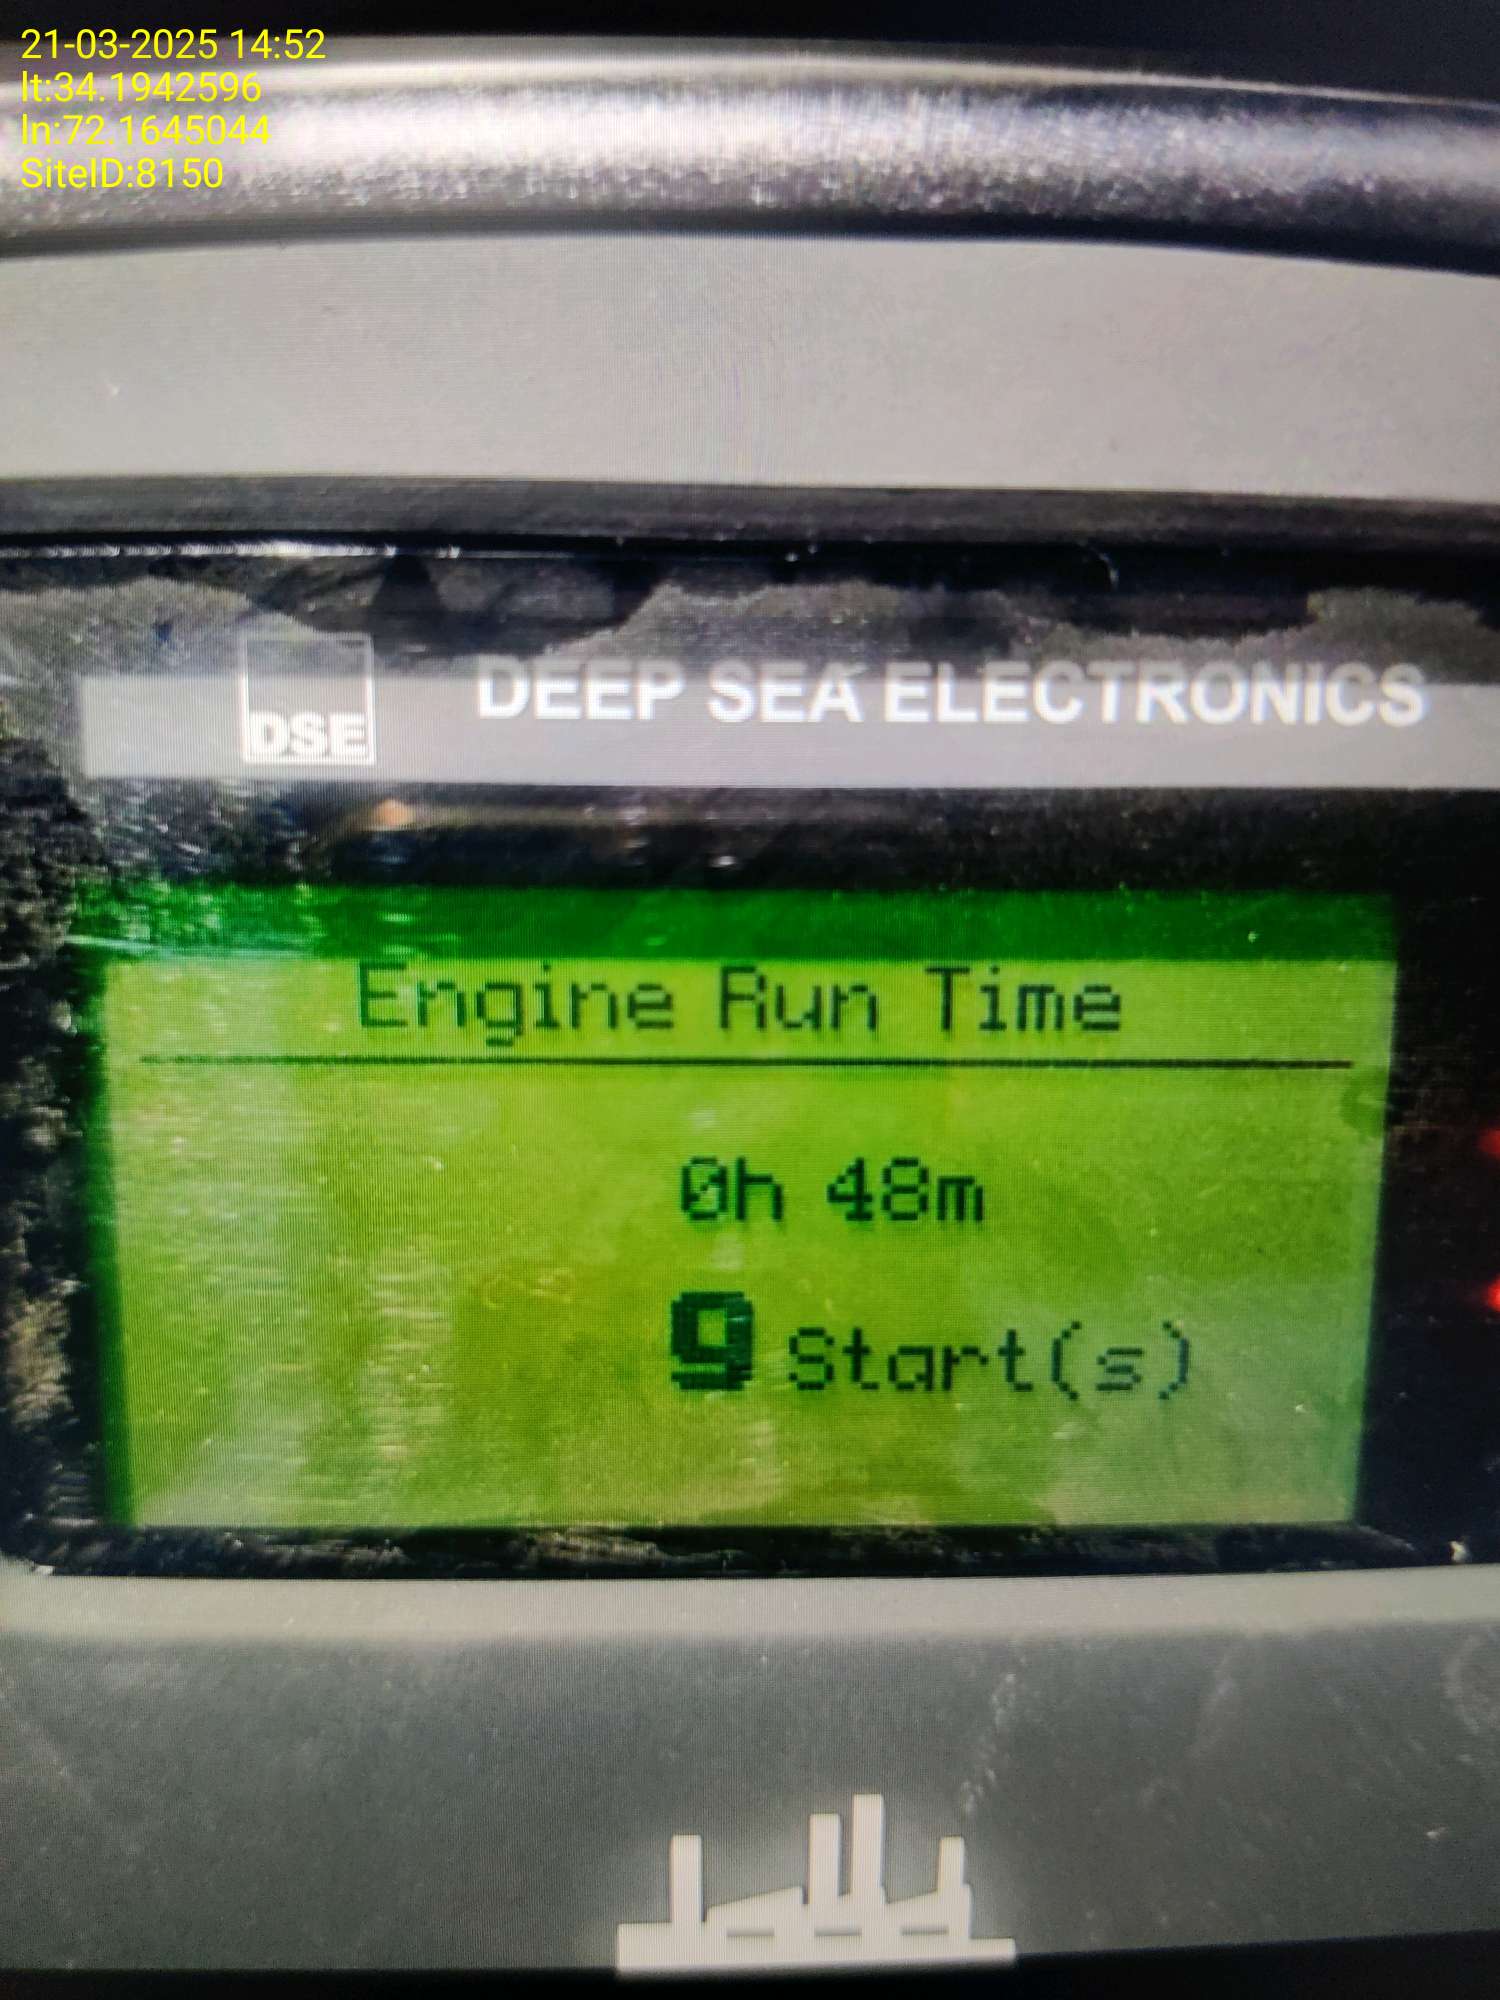 21-03-2025 14:52
lt:34.1942596
ln:72.1645044
SiteID:8150
DSE DEEP SEA ELECTRONICS
Engine Run Time
0h 48m
9 Start(s)